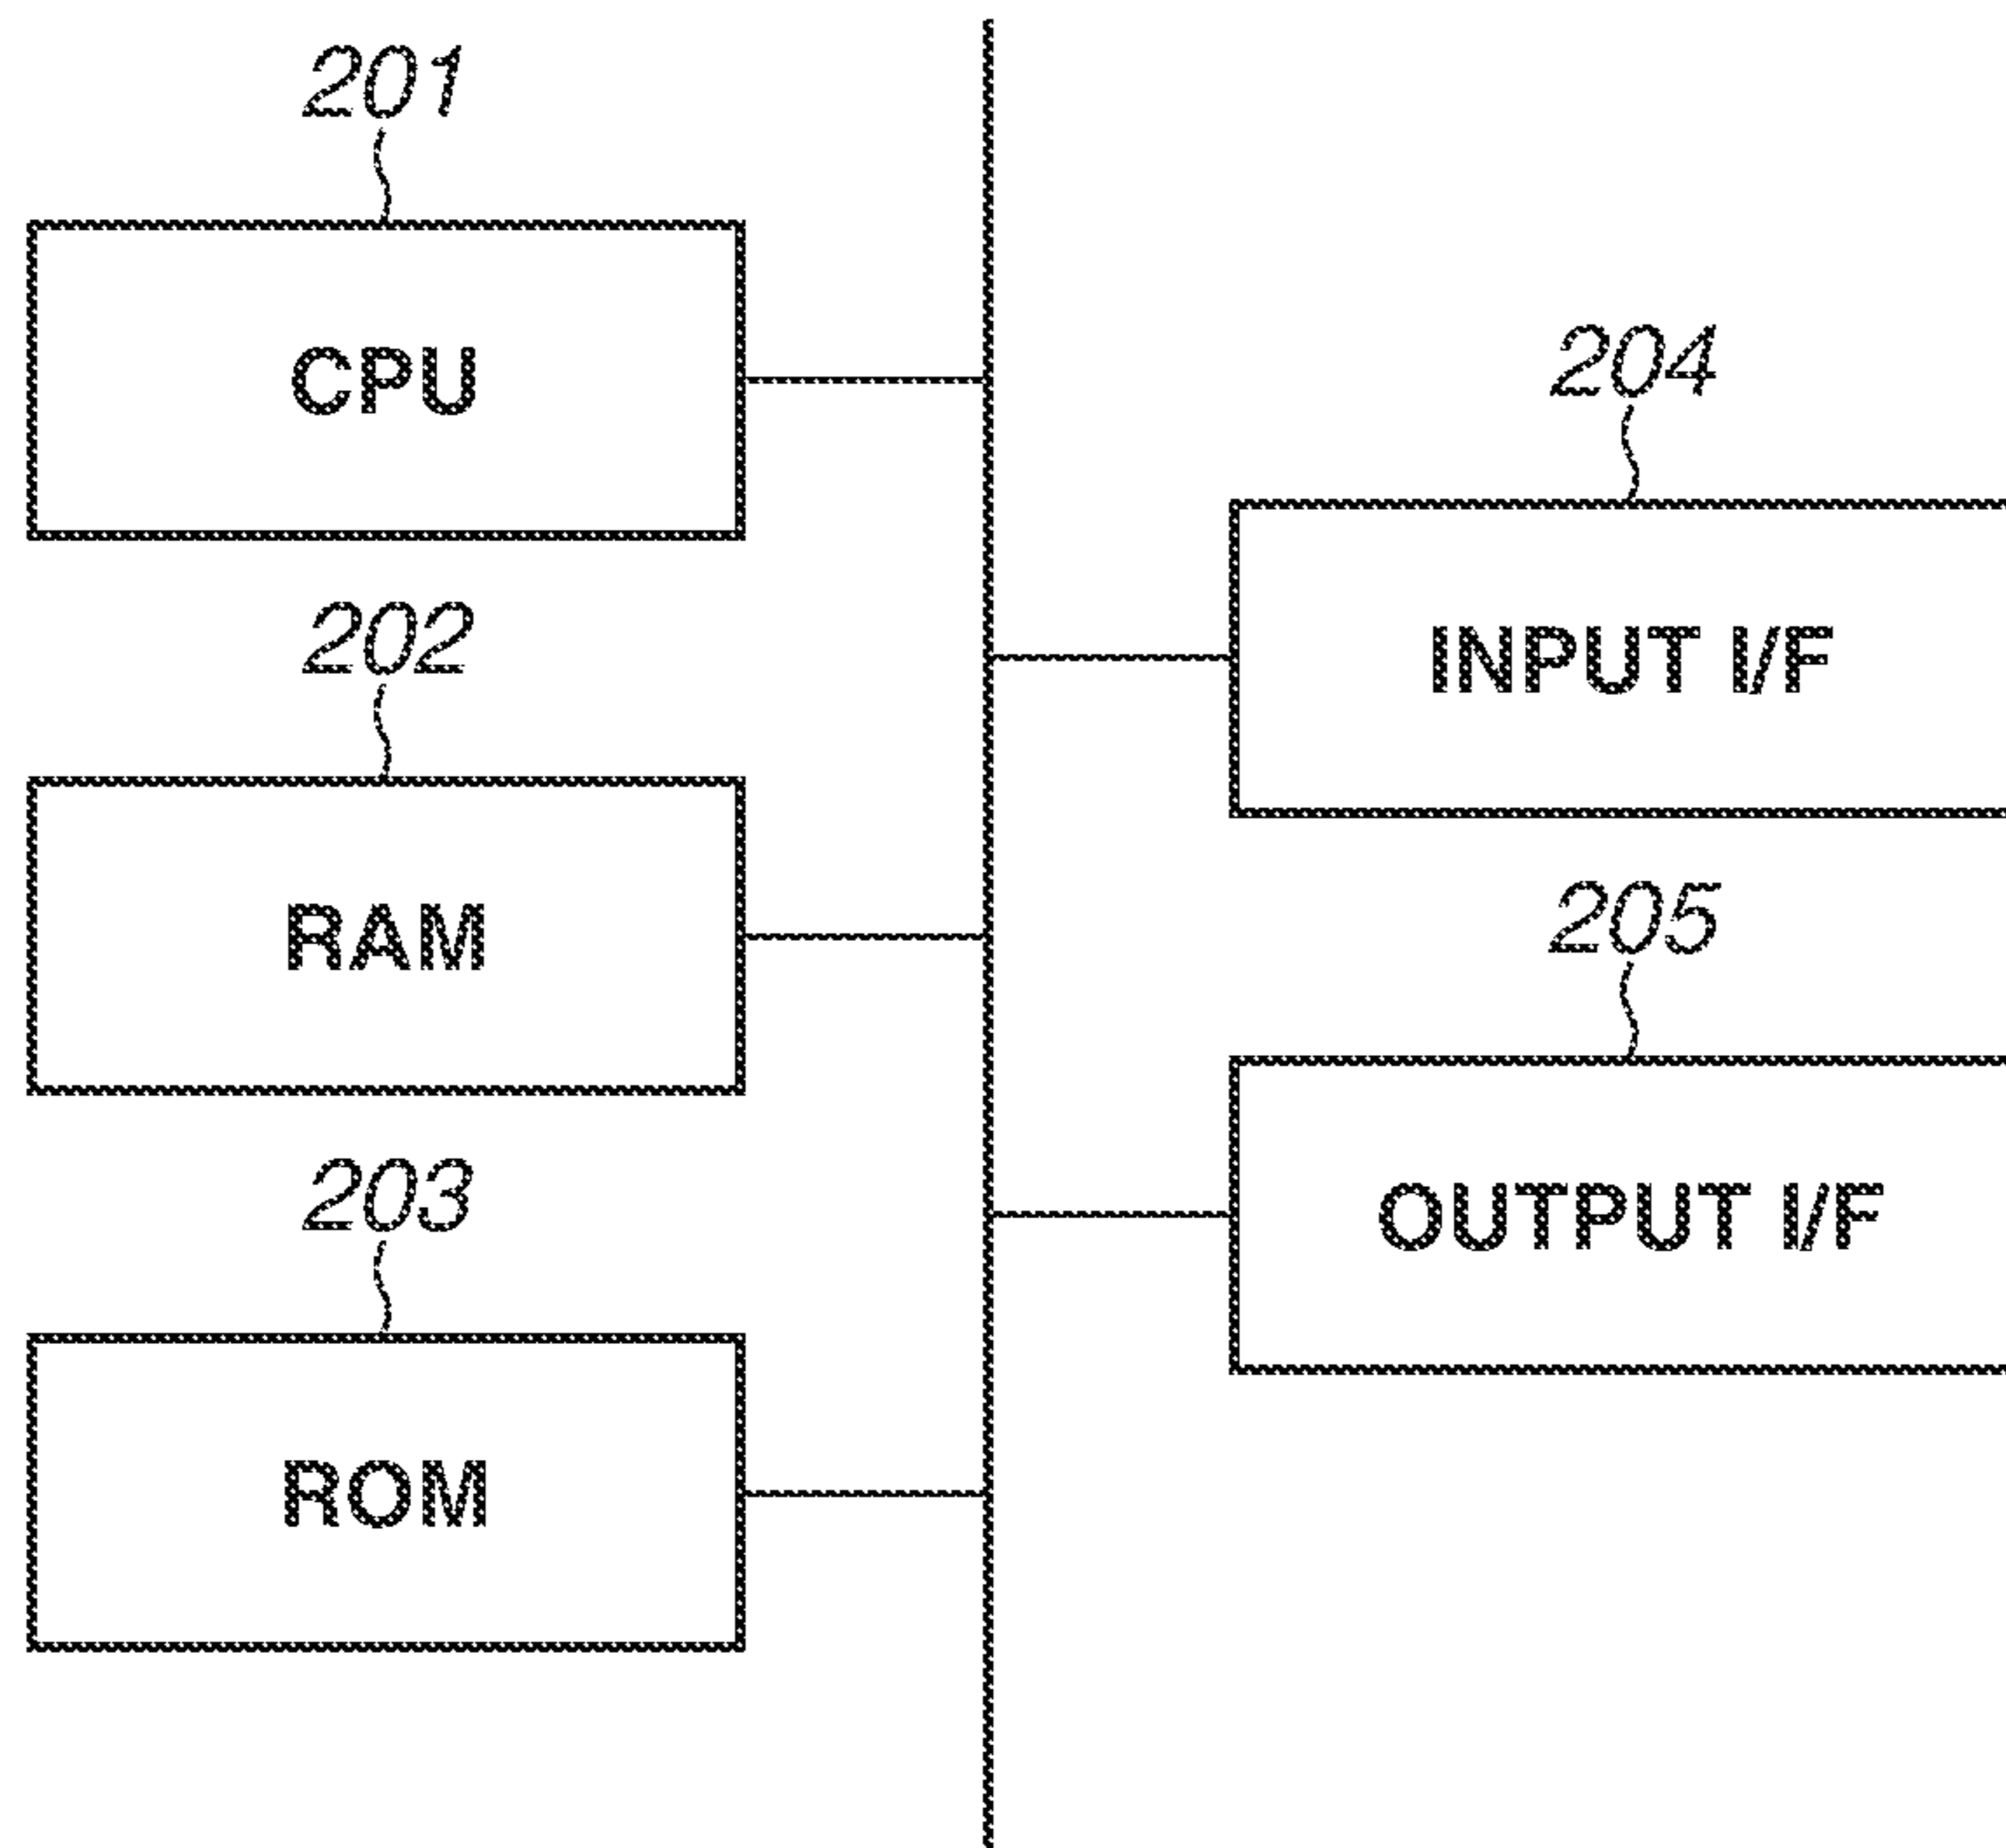 201
CPU
202
RAM
203
ROM
204
INPUT I/F
205
OUTPUT I/F